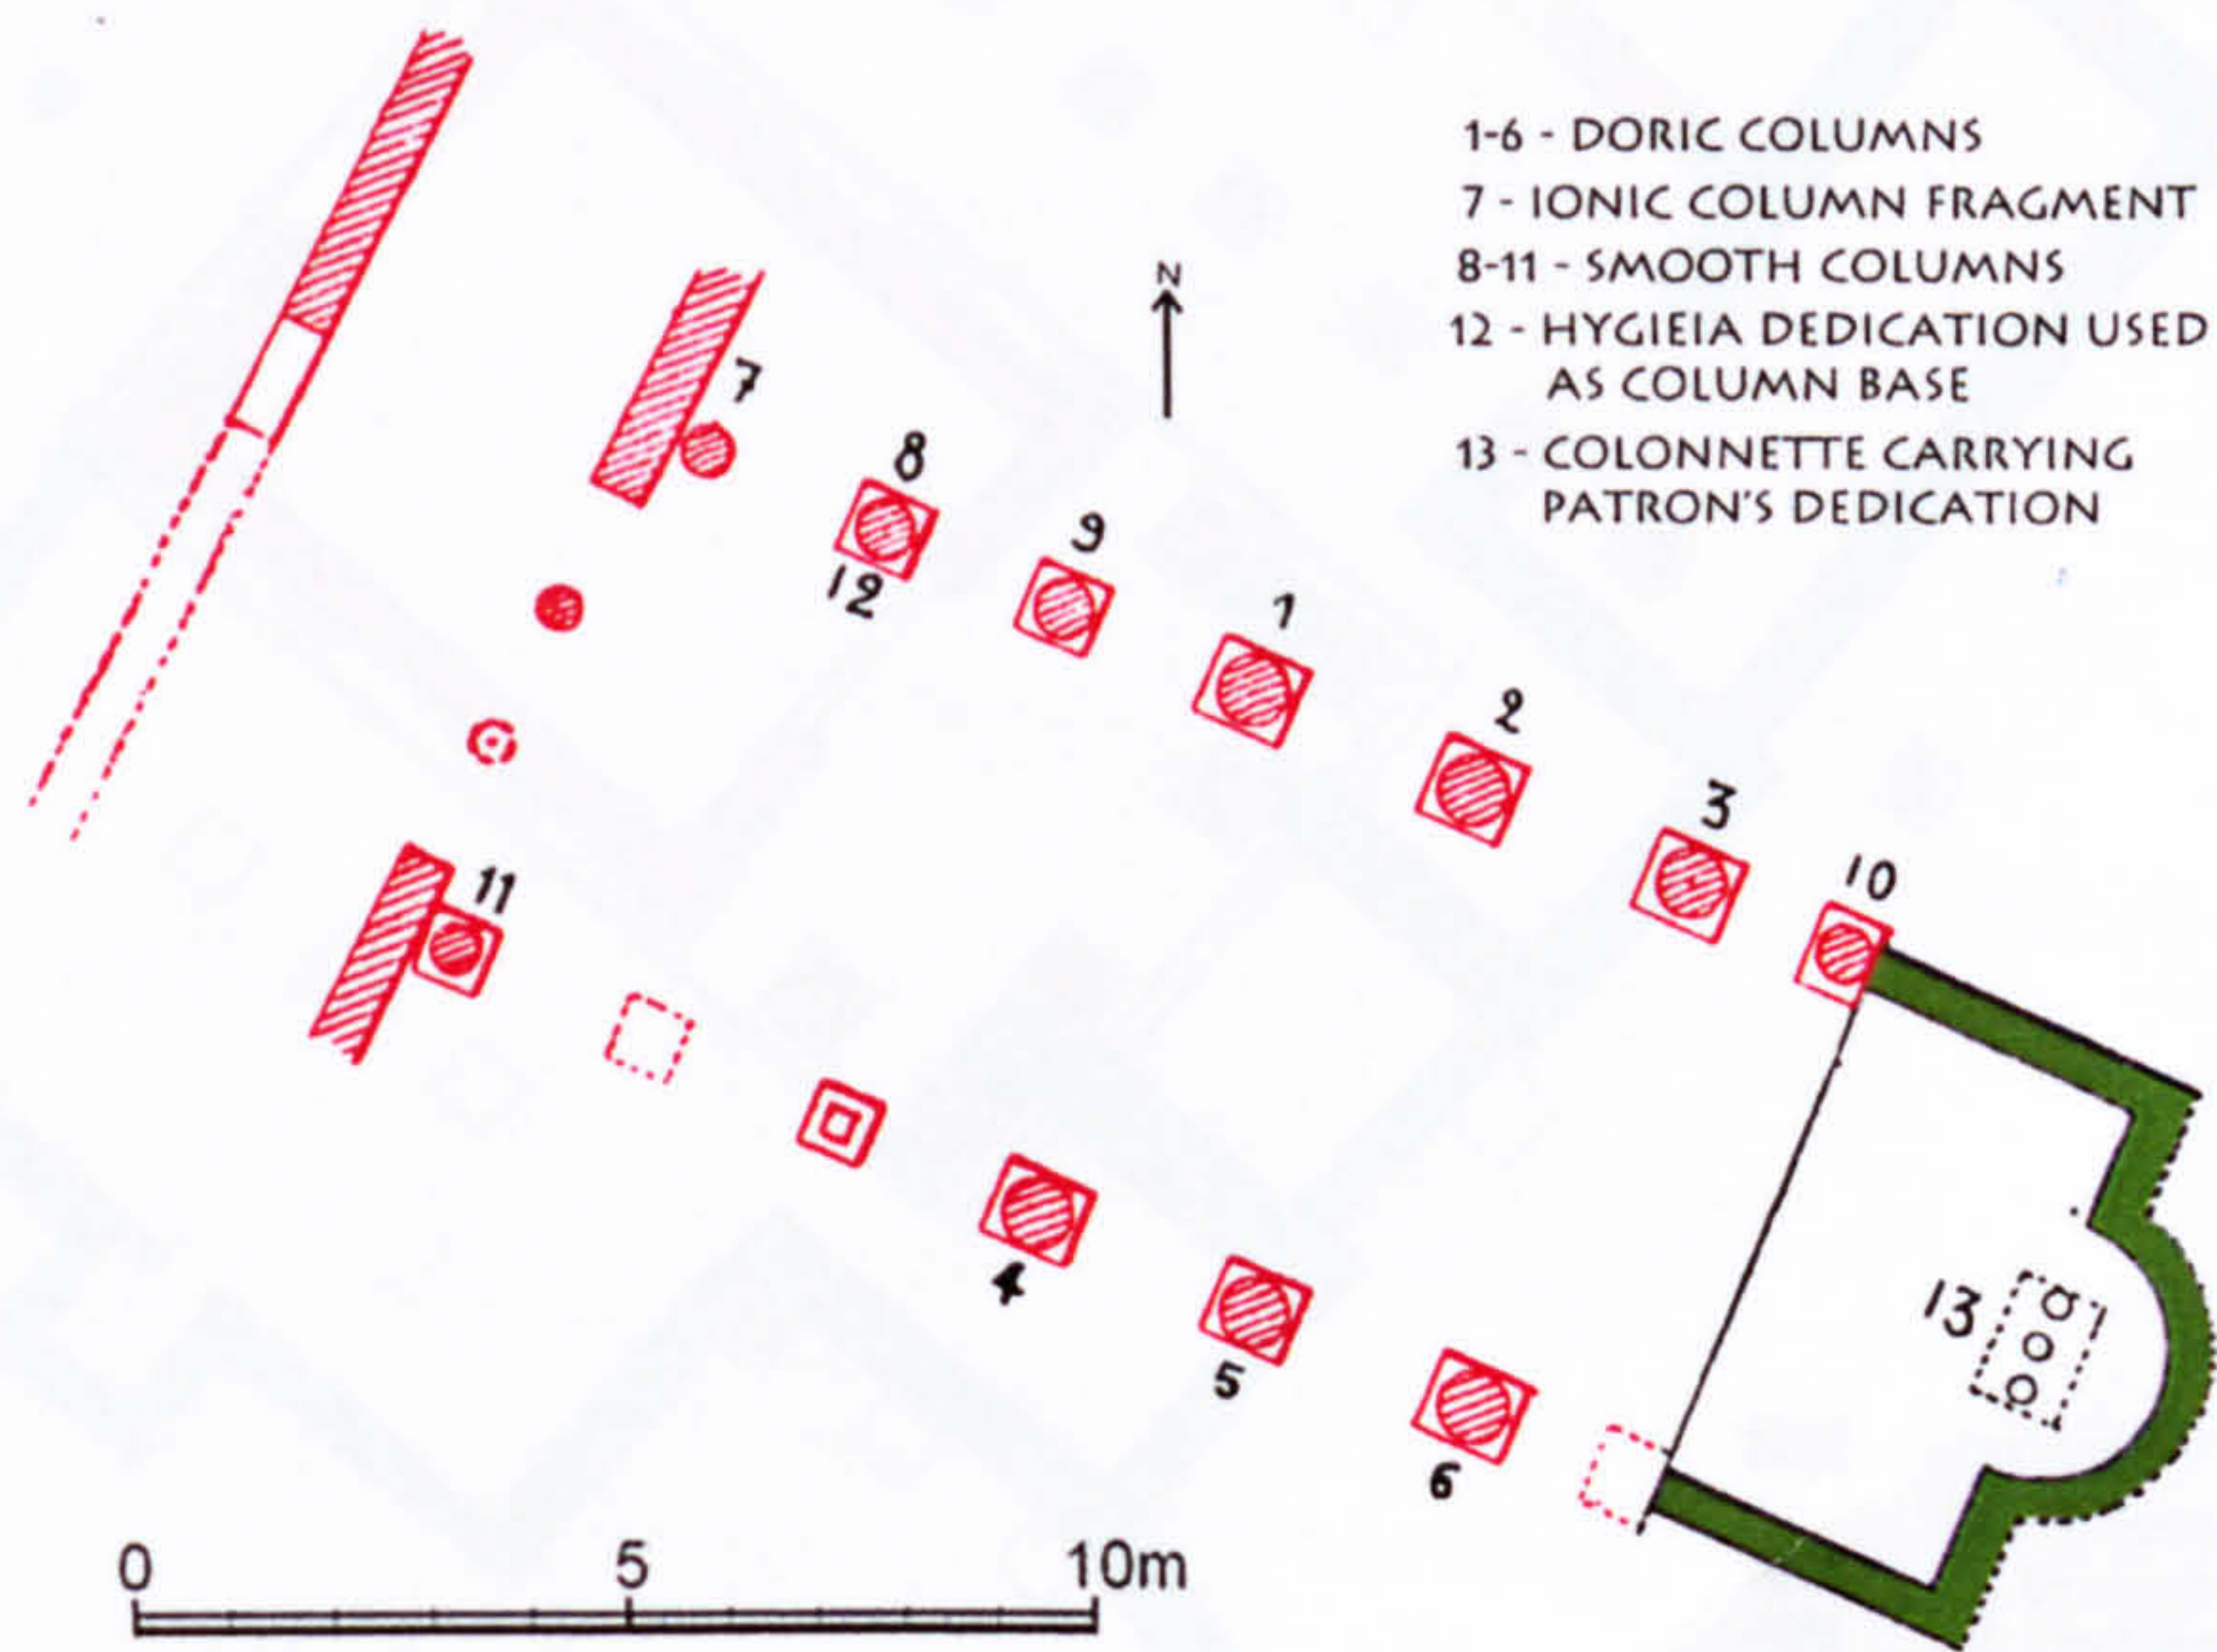 1-6 - DORIC COLUMNS
7 - IONIC COLUMN FRAGMENT
8-11 - SMOOTH COLUMNS
12 - HYGIEIA DEDICATION USED
AS COLUMN BASE
13 - COLONNETTE CARRYING
PATRON'S DEDICATION
N
7
8
12
9
1
2
3
10
11
4
5
6
13
0 5 10m